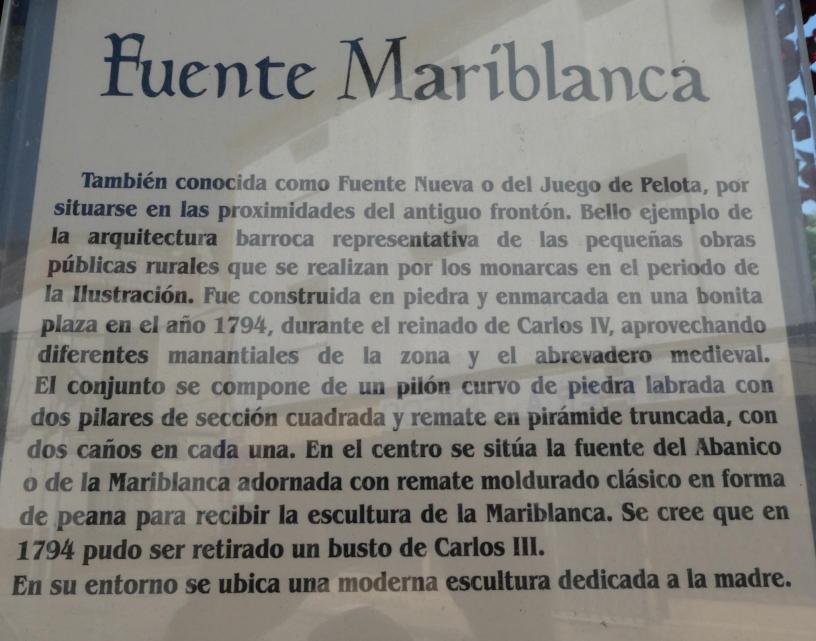 Fuente Mariblanca
También conocida como Fuente Nueva o del Juego de Pelota, por
situarse en las proximidades del antiguo frontón. Bello ejemplo de
la arquitectura barroca representativa de las pequeñas obras
públicas rurales que se realizan por los monarcas en el periodo de
la Ilustración. Fue construida en piedra y enmarcada en una bonita
plaza en el año 1794, durante el reinado de Carlos IV, aprovechando
diferentes manantiales de la zona y el abrevadero medieval.
El conjunto se compone de un pilón curvo de piedra labrada con
dos pilares de sección cuadrada y remate en pirámide truncada, con
dos caños en cada una. En el centro se sitúa la fuente del Abanico
o de la Mariblanca adornada con remate moldurado clásico en forma
de peana para recibir la escultura de la Mariblanca. Se cree que en
1794 pudo ser retirado un busto de Carlos III.
En su entorno se ubica una moderna escultura dedicada a la madre.